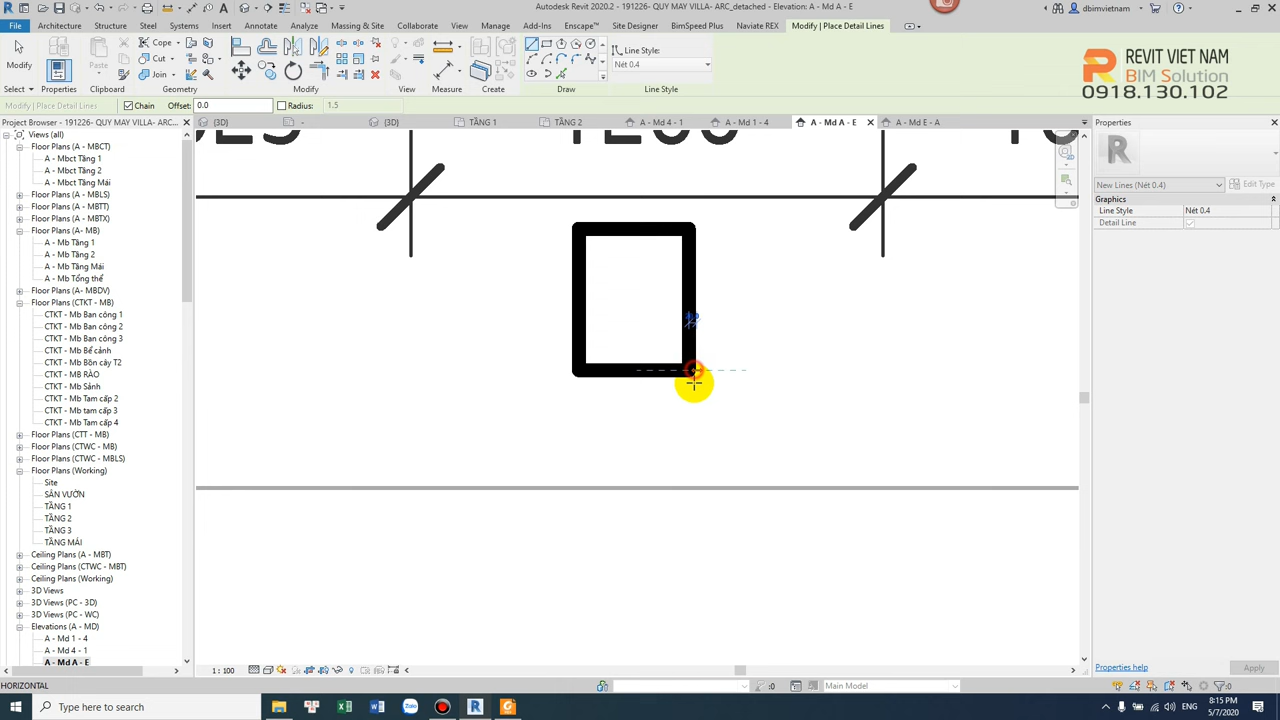 Autodesk Revit 2020.2 - 191226- QUY MAY VILLA- ARC_detached - Elevation: A - Md A - E
dbimvietnam
File Architecture Structure Steel Systems Insert Annotate Analyze Massing & Site Collaborate View Manage Add-Ins Enscape™ Site Designer BimSpeed Plus Naviate REX Modify | Place Detail Lines
Modify
Properties
Paste
Cope
Cut
Join
Line Style:
Nét 0.4
Select Properties Clipboard Geometry Modify View Measure Create Draw Line Style
REVIT VIET NAM
BIM Solution
0918.130.102
Modify | Place Detail Lines Chain Offset: 0.0 Radius: 1.5
Project Browser - 191226- QUY MAY VILLA- ARC...
(3D) - (3D) TẦNG 1 TẦNG 2 A - Md 4 - 1 A - Md 1 - 4 A - Md A - E A - Md E - A
Properties
Views (all)
Floor Plans (A - MBCT)
A - Mbct Tầng 1
A - Mbct Tầng 2
A - Mbct Tầng Mái
Floor Plans (A - MBLS)
Floor Plans (A - MBTT)
Floor Plans (A - MBTX)
Floor Plans (A- MB)
A - Mb Tầng 1
A - Mb Tầng 2
A - Mb Tầng Mái
A - Mb Tổng thể
Floor Plans (A- MBDV)
Floor Plans (CTKT - MB)
CTKT - Mb Ban công 1
CTKT - Mb Ban công 2
CTKT - Mb Ban công 3
CTKT - Mb Bể cảnh
CTKT - Mb Bồn cây T2
CTKT - MB RÀO
CTKT - Mb Sảnh
CTKT - Mb Tam cấp 2
CTKT - Mb tam cấp 3
CTKT - Mb Tam cấp 4
Floor Plans (CTT - MB)
Floor Plans (CTWC - MB)
Floor Plans (CTWC - MBLS)
Floor Plans (Working)
Site
SÂN VƯỜN
TẦNG 1
TẦNG 2
TẦNG 3
TẦNG MÁI
Ceiling Plans (A - MBT)
Ceiling Plans (CTWC - MBT)
Ceiling Plans (Working)
3D Views
3D Views (PC - 3D)
3D Views (PC - WC)
Elevations (A - MD)
A - Md 1 - 4
A - Md 4 - 1
A - Md A - E
New Lines (Nét 0.4)
Edit Type
Graphics
Line Style Nét 0.4
Detail Line
Properties help
Apply
1 : 100
HORIZONTAL
:0
Main Model
:0
Type here to search
8:15 PM
5/7/2020